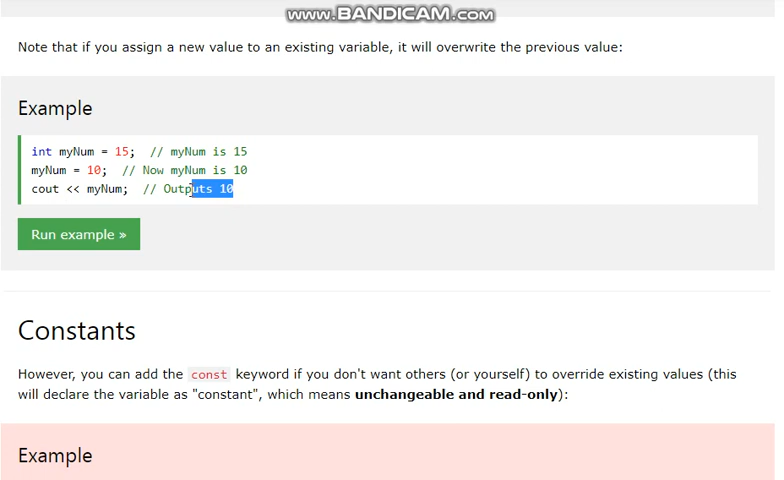 www.BANDICAM.com
Note that if you assign a new value to an existing variable, it will overwrite the previous value:
Example
int myNum = 15;  // myNum is 15
myNum = 10;  // Now myNum is 10
cout << myNum;  // Outputs 10
Run example »
Constants
However, you can add the const keyword if you don't want others (or yourself) to override existing values (this
will declare the variable as "constant", which means unchangeable and read-only):
Example